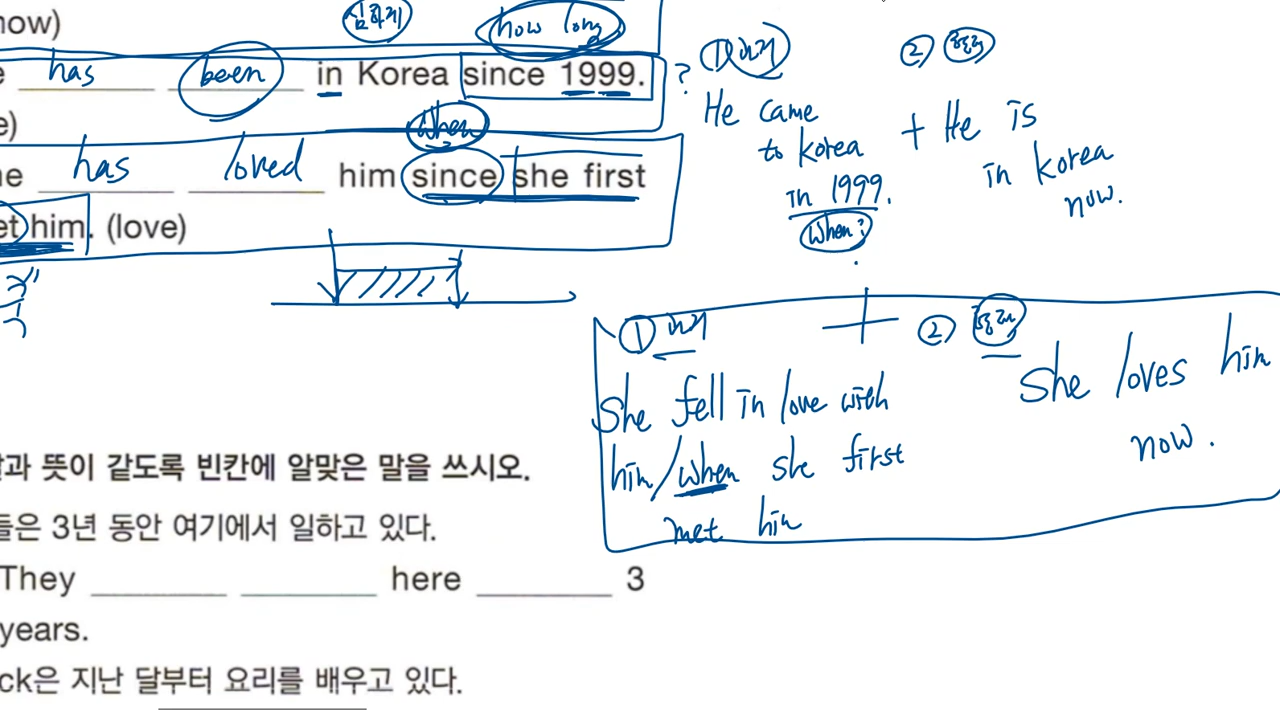 now)
how long
has been in Korea since 1999. ?
when
has loved him since she first
et him. (love)
① 과거 ② 현재
He came to Korea in 1999.
when?
+ He is in korea now.
① 과거 + ② 현재
She fell in love with
him / when she first
met him
She loves him
now.
과 뜻이 같도록 빈칸에 알맞은 말을 쓰시오.
들은 3년 동안 여기에서 일하고 있다.
They here 3
years.
ck은 지난 달부터 요리를 배우고 있다.